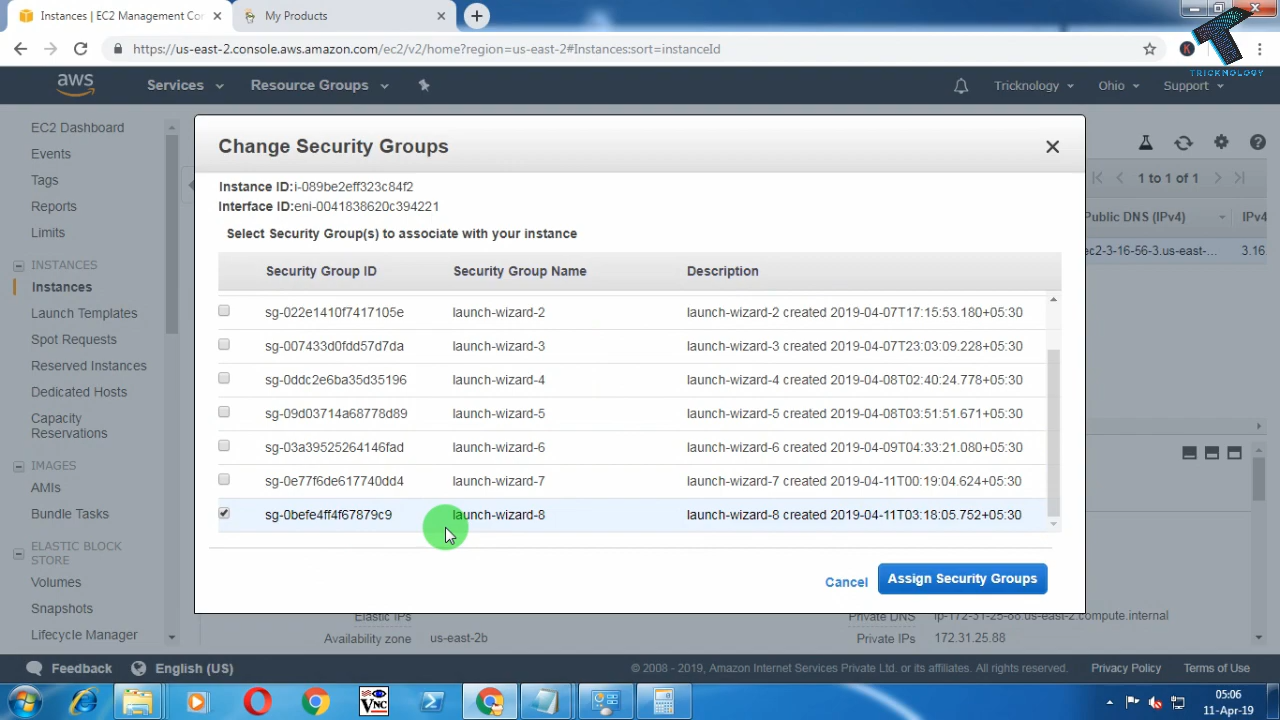 Instances | EC2 Management Con
My Products
https://us-east-2.console.aws.amazon.com/ec2/v2/home?region=us-east-2#Instances:sort=instanceId
K
TRICKNOLOGY
aws
Services
Resource Groups
Tricknology
Ohio
Support
EC2 Dashboard
Events
Tags
Reports
Limits
INSTANCES
Instances
Launch Templates
Spot Requests
Reserved Instances
Dedicated Hosts
Capacity
Reservations
IMAGES
AMIs
Bundle Tasks
ELASTIC BLOCK
STORE
Volumes
Snapshots
Lifecycle Manager
Change Security Groups
Instance ID:i-089be2eff323c84f2
Interface ID:eni-0041838620c394221
Select Security Group(s) to associate with your instance
Security Group ID Security Group Name Description
sg-022e1410f7417105e launch-wizard-2 launch-wizard-2 created 2019-04-07T17:15:53.180+05:30
sg-007433d0fdd57d7da launch-wizard-3 launch-wizard-3 created 2019-04-07T23:03:09.228+05:30
sg-0ddc2e6ba35d35196 launch-wizard-4 launch-wizard-4 created 2019-04-08T02:40:24.778+05:30
sg-09d03714a68778d89 launch-wizard-5 launch-wizard-5 created 2019-04-08T03:51:51.671+05:30
sg-03a39525264146fad launch-wizard-6 launch-wizard-6 created 2019-04-09T04:33:21.080+05:30
sg-0e77f6de617740dd4 launch-wizard-7 launch-wizard-7 created 2019-04-11T00:19:04.624+05:30
sg-0befe4ff4f67879c9 launch-wizard-8 launch-wizard-8 created 2019-04-11T03:18:05.752+05:30
Cancel
Assign Security Groups
1 to 1 of 1
Public DNS (IPv4) IPv4
ec2-3-16-56-3.us-east-... 3.16.
Elastic IPs
Availability zone us-east-2b
Private DNS ip-172-31-25-88.us-east-2.compute.internal
Private IPs 172.31.25.88
Feedback
English (US)
© 2008 - 2019, Amazon Internet Services Private Ltd. or its affiliates. All rights reserved.
Privacy Policy
Terms of Use
VNC
05:06
11-Apr-19